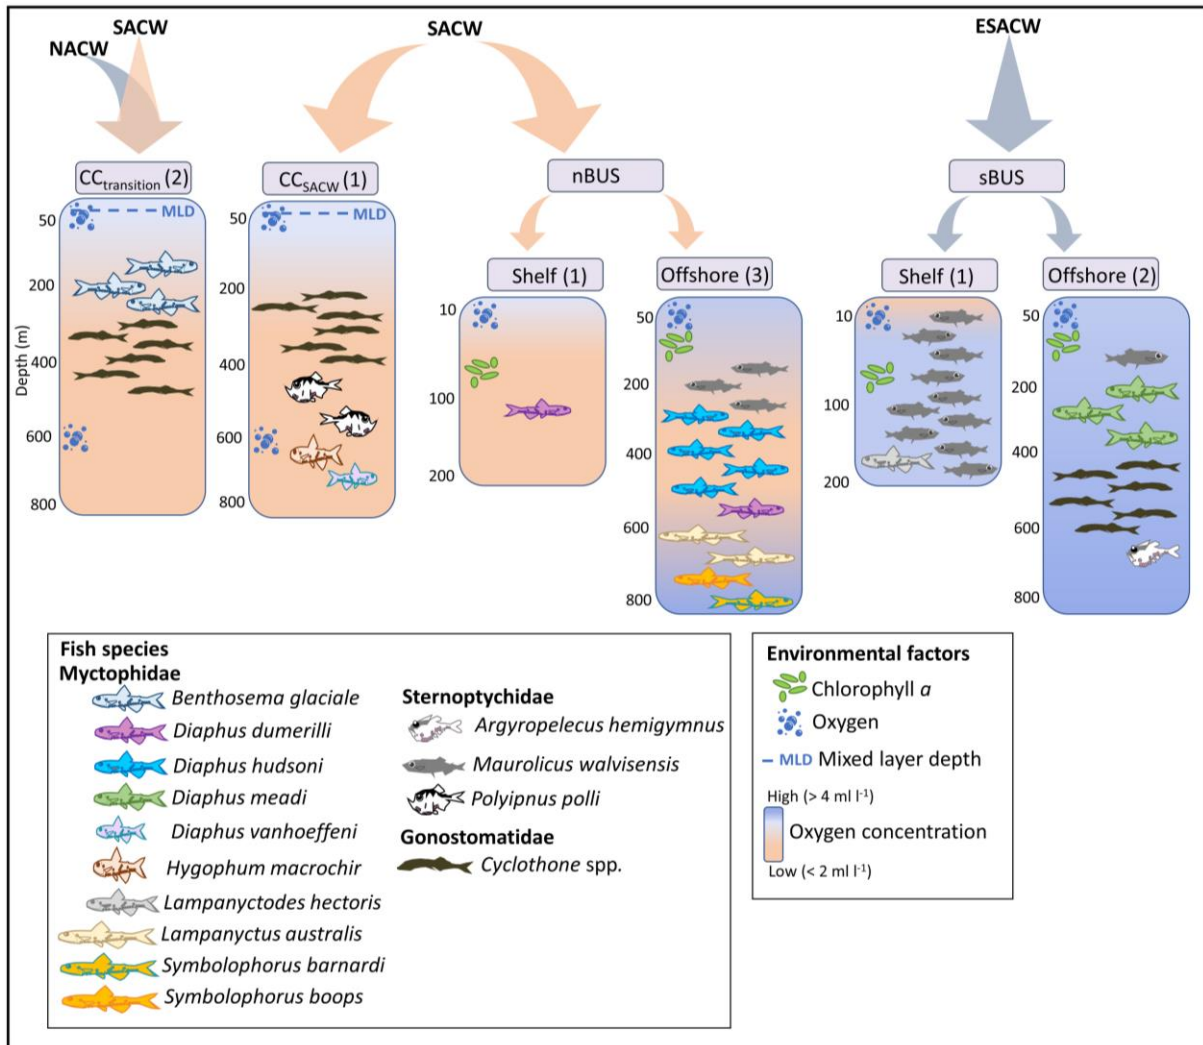 SACW
NACW
SACW
ESACW
CCtransition (2)
CCSACW (1)
nBUS
sBUS
Shelf (1)
Offshore (3)
Shelf (1)
Offshore (2)
Depth (m)
50
200
400
600
800
MLD
50
200
400
600
800
MLD
10
100
200
50
200
400
600
800
10
100
200
50
200
400
600
800
Fish species
Myctophidae
Benthosema glaciale
Diaphus dumerilli
Diaphus hudsoni
Diaphus meadi
Diaphus vanhoeffeni
Hygophum macrochir
Lampanyctodes hectoris
Lampanyctus australis
Symbolophorus barnardi
Symbolophorus boops
Sternoptychidae
Argyropelecus hemigymnus
Maurolicus walvisensis
Polyipnus polli
Gonostomatidae
Cyclothone spp.
Environmental factors
Chlorophyll a
Oxygen
MLD Mixed layer depth
High (> 4 ml l-1)
Oxygen concentration
Low (< 2 ml l-1)